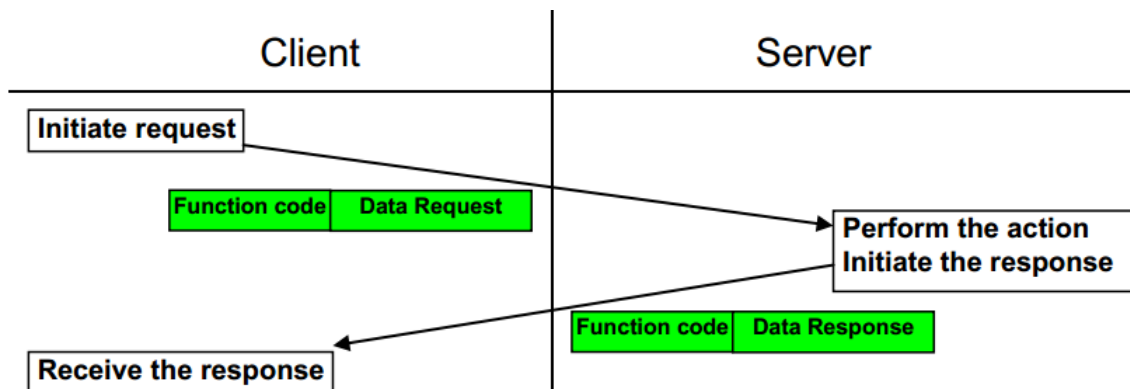 Client
Server
Initiate request
Function code Data Request
Perform the action
Initiate the response
Function code Data Response
Receive the response